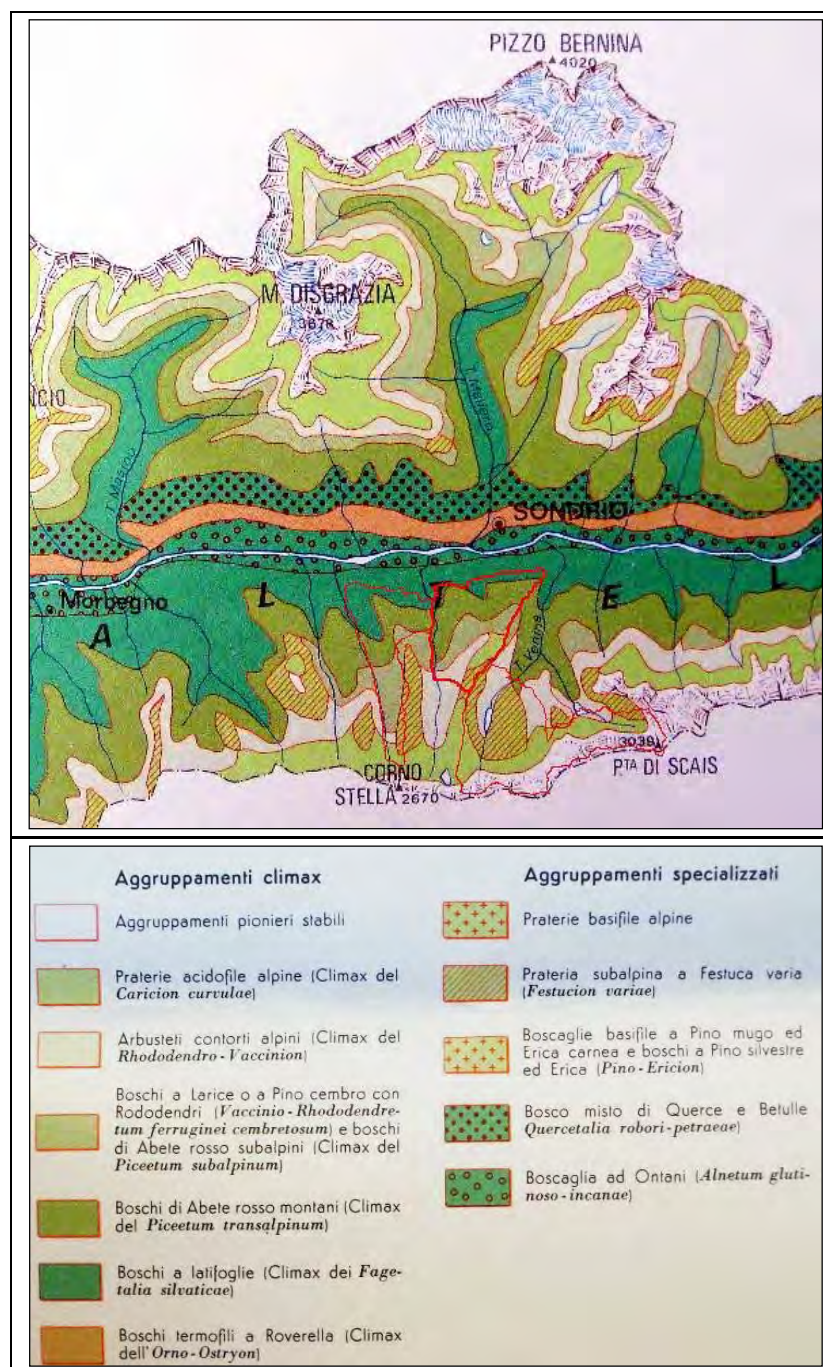 PIZZO BERNINA
4020
M. DISGRAZIA
3678
T. Masino
SONDRIO
Morbegno
A
L
T
E
L
T. Venina
3038
P.TA DI SCAIS
CORNO
STELLA 2670
Aggruppamenti climax
Aggruppamenti pionieri stabili
Praterie acidofile alpine (Climax del
Caricion curvulae)
Arbusteti contorti alpini (Climax del
Rhododendro-Vaccinion)
Boschi a Larice o a Pino cembro con
Rododendri (Vaccinio-Rhododendre-
tum ferruginei cembretosum) e boschi
di Abete rosso subalpini (Climax del
Piceetum subalpinum)
Boschi di Abete rosso montani (Climax
del Piceetum transalpinum)
Boschi a latifoglie (Climax dei Fage-
talia silvaticae)
Boschi termofili a Roverella (Climax
dell'Orno-Ostryon)
Aggruppamenti specializzati
Praterie basifile alpine
Prateria subalpina a Festuca varia
(Festucion variae)
Boscaglie basifile a Pino mugo ed
Erica carnea e boschi a Pino silvestre
ed Erica (Pino-Ericion)
Bosco misto di Querce e Betulle
Quercetalia robori-petraeae)
Boscaglia ad Ontani (Alnetum gluti-
noso-incanae)